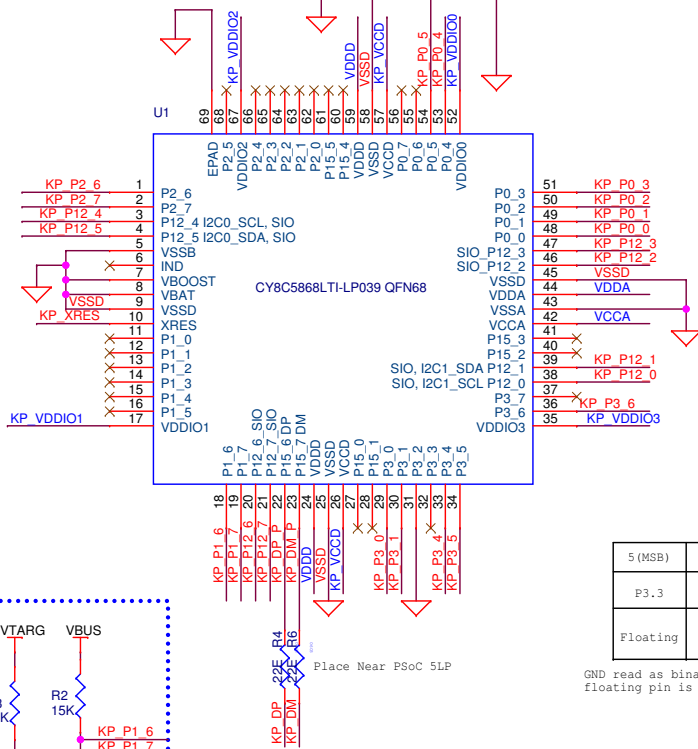 KP_VDDIO2
VDDD
VSSD
KP_VCCD
KP_P0_5
KP_P0_4
KP_VDDIO0
U1
69
68
67
66
65
64
63
62
61
60
59
58
57
56
55
54
53
52
EPAD
P2_5
VDDIO2
P2_4
P2_3
P2_2
P2_1
P2_0
P15_5
P15_4
VDDD
VSSD
VCCD
P0_7
P0_6
P0_5
P0_4
VDDIO0
KP_P2_6 1 P2_6
KP_P2_7 2 P2_7
KP_P12_4 3 P12_4 I2C0_SCL, SIO
KP_P12_5 4 P12_5 I2C0_SDA, SIO
5 VSSB
6 IND
7 VBOOST
8 VBAT
VSSD 9 VSSD
KP_XRES 10 XRES
11 P1_0
12 P1_1
13 P1_2
14 P1_3
15 P1_4
16 P1_5
KP_VDDIO1 17 VDDIO1
CY8C5868LTI-LP039 QFN68
P0_3 51 KP_P0_3
P0_2 50 KP_P0_2
P0_1 49 KP_P0_1
P0_0 48 KP_P0_0
SIO_P12_3 47 KP_P12_3
SIO_P12_2 46 KP_P12_2
VSSD 45 VSSD
VDDA 44 VDDA
VSSA 43
VCCA 42 VCCA
P15_3 41
P15_2 40
SIO, I2C1_SDA P12_1 39 KP_P12_1
SIO, I2C1_SCL P12_0 38 KP_P12_0
P3_7 37
P3_6 36 KP_P3_6
VDDIO3 35 KP_VDDIO3
P1_6
P1_7
P12_6_SIO
P12_7_SIO
P15_6 DP
P15_7 DM
VDDD
VSSD
VCCD
P15_0
P15_1
P3_0
P3_1
P3_2
P3_3
P3_4
P3_5
18
19
20
21
22
23
24
25
26
27
28
29
30
31
32
33
34
KP_P1_6
KP_P1_7
KP_P12_6
KP_P12_7
KP_DP_P
KP_DM_P
VDDD
VSSD
KP_VCCD
KP_P3_0
KP_P3_1
KP_P3_4
KP_P3_5
R4
R6
22E
22E
Place Near PSoC 5LP
KP_DP
KP_DM
VTARG
VBUS
R2
15K
K
KP_P1_6
KP_P1_7
5(MSB)
P3.3
Floating
GND read as bina
floating pin is